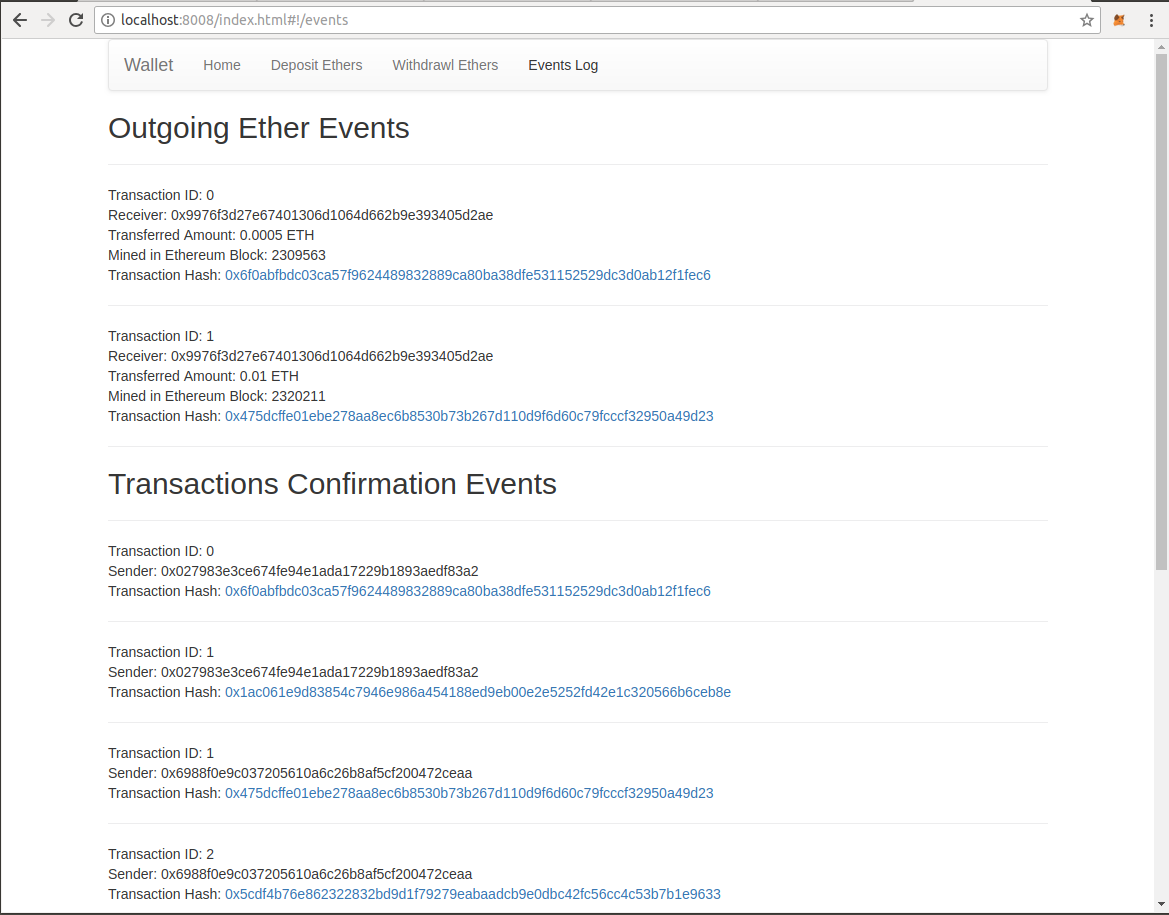 localhost:8008/index.html#!/events
Wallet Home Deposit Ethers Withdrawl Ethers Events Log
Outgoing Ether Events
Transaction ID: 0
Receiver: 0x9976f3d27e67401306d1064d662b9e393405d2ae
Transferred Amount: 0.0005 ETH
Mined in Ethereum Block: 2309563
Transaction Hash: 0x6f0abfbdc03ca57f9624489832889ca80ba38dfe531152529dc3d0ab12f1fec6
Transaction ID: 1
Receiver: 0x9976f3d27e67401306d1064d662b9e393405d2ae
Transferred Amount: 0.01 ETH
Mined in Ethereum Block: 2320211
Transaction Hash: 0x475dcffe01ebe278aa8ec6b8530b73b267d110d9f6d60c79fcccf32950a49d23
Transactions Confirmation Events
Transaction ID: 0
Sender: 0x027983e3ce674fe94e1ada17229b1893aedf83a2
Transaction Hash: 0x6f0abfbdc03ca57f9624489832889ca80ba38dfe531152529dc3d0ab12f1fec6
Transaction ID: 1
Sender: 0x027983e3ce674fe94e1ada17229b1893aedf83a2
Transaction Hash: 0x1ac061e9d83854c7946e986a454188ed9eb00e2e5252fd42e1c320566b6ceb8e
Transaction ID: 1
Sender: 0x6988f0e9c037205610a6c26b8af5cf200472ceaa
Transaction Hash: 0x475dcffe01ebe278aa8ec6b8530b73b267d110d9f6d60c79fcccf32950a49d23
Transaction ID: 2
Sender: 0x6988f0e9c037205610a6c26b8af5cf200472ceaa
Transaction Hash: 0x5cdf4b76e862322832bd9d1f79279eabaadcb9e0dbc42fc56cc4c53b7b1e9633